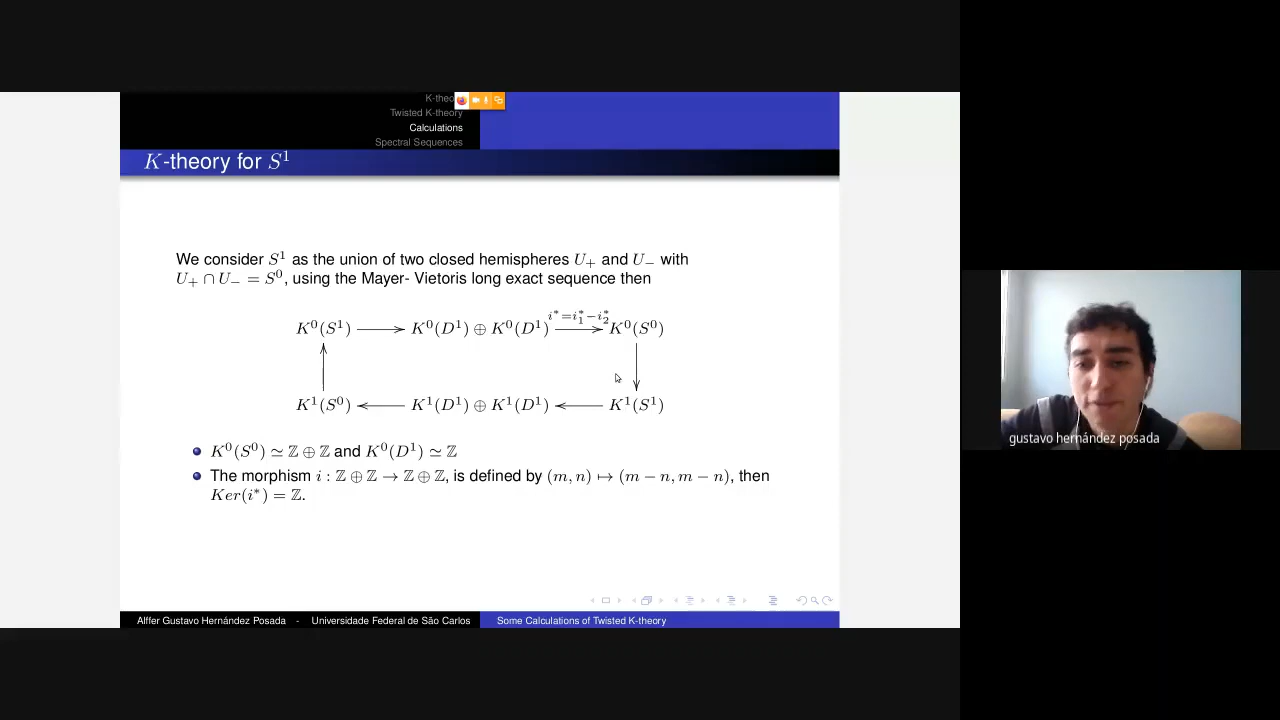 K-theo
Twisted K-theory
Calculations
Spectral Sequences
K-theory for S¹
We consider S¹ as the union of two closed hemispheres U₊ and U₋ with
U₊ ∩ U₋ = S⁰, using the Mayer- Vietoris long exact sequence then
i* = i₁* − i₂*
K⁰(S¹) → K⁰(D¹) ⊕ K⁰(D¹) → K⁰(S⁰)
K¹(S⁰) ← K¹(D¹) ⊕ K¹(D¹) ← K¹(S¹)
K⁰(S⁰) ≃ ℤ ⊕ ℤ and K⁰(D¹) ≃ ℤ
The morphism i : ℤ ⊕ ℤ → ℤ ⊕ ℤ, is defined by (m, n) ↦ (m − n, m − n), then
Ker(i*) = ℤ.
gustavo hernández posada
Alffer Gustavo Hernández Posada - Universidade Federal de São Carlos
Some Calculations of Twisted K-theory